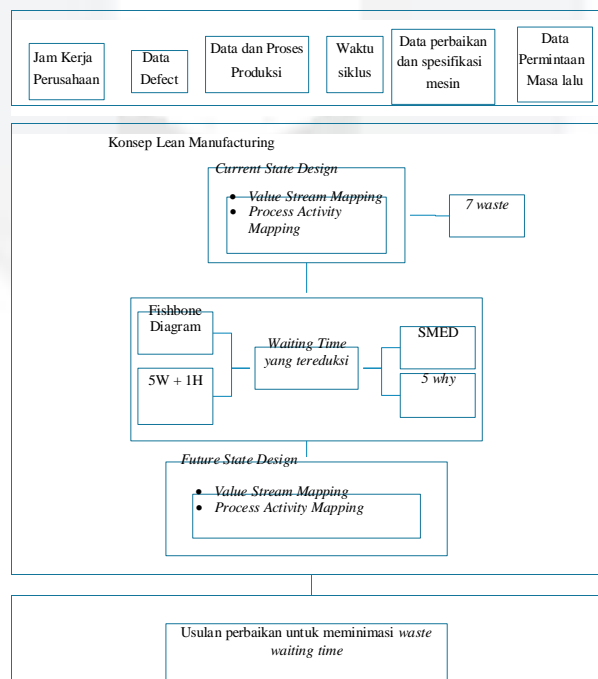 Jam Kerja
Perusahaan
Data
Defect
Data dan Proses
Produksi
Waktu
siklus
Data perbaikan
dan spesifikasi
mesin
Data
Permintaan
Masa lalu
Konsep Lean Manufacturing
Current State Design
• Value Stream Mapping
• Process Activity
Mapping
7 waste
Fishbone
Diagram
5W + 1H
Waiting Time
yang tereduksi
SMED
5 why
Future State Design
• Value Stream Mapping
• Process Activity Mapping
Usulan perbaikan untuk meminimasi waste
waiting time